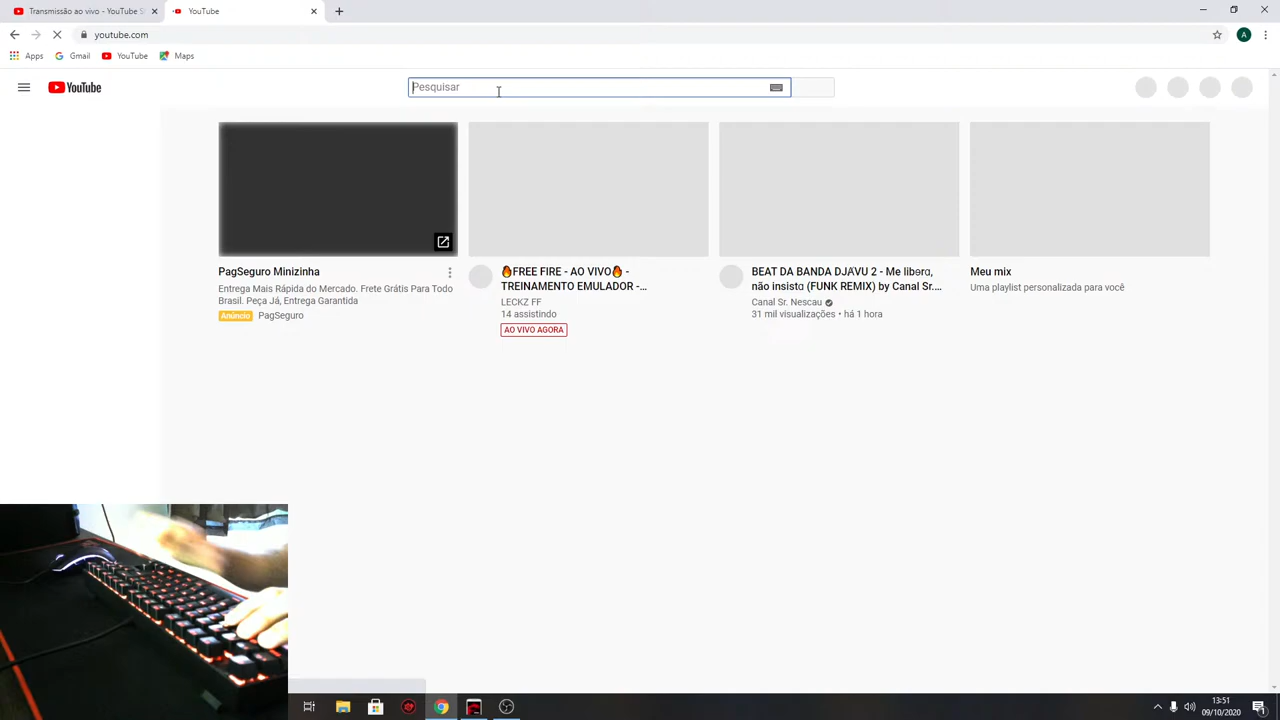 Transmissão ao vivo - YouTube S
YouTube
youtube.com
A
Apps
Gmail
YouTube
Maps
YouTube
Pesquisar
PagSeguro Minizinha
Entrega Mais Rápida do Mercado. Frete Grátis Para Todo
Brasil. Peça Já, Entrega Garantida
Anúncio PagSeguro
🔥FREE FIRE - AO VIVO🔥 -
TREINAMENTO EMULADOR -...
LECKZ FF
14 assistindo
AO VIVO AGORA
BEAT DA BANDA DJAVU 2 - Me libera,
não insista (FUNK REMIX) by Canal Sr....
Canal Sr. Nescau
31 mil visualizações • há 1 hora
Meu mix
Uma playlist personalizada para você
13:51
09/10/2020
1